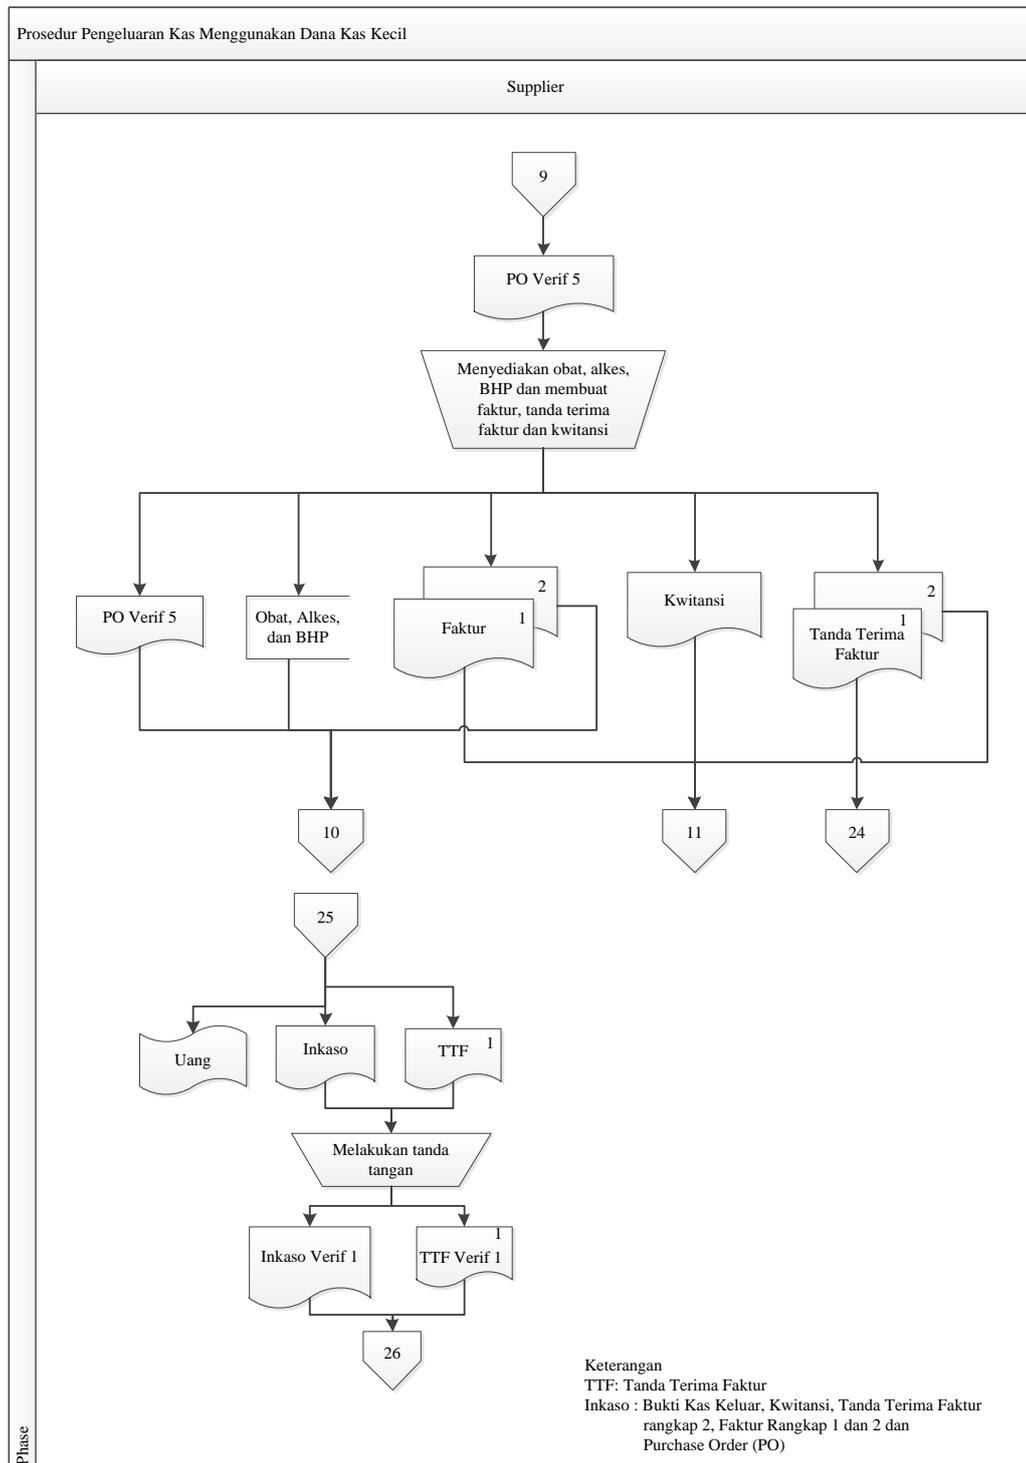 Prosedur Pengeluaran Kas Menggunakan Dana Kas Kecil
Supplier
9
PO Verif 5
Menyediakan obat, alkes,
BHP dan membuat
faktur, tanda terima
faktur dan kwitansi
PO Verif 5
Obat, Alkes,
dan BHP
2
1
Faktur
Kwitansi
2
1
Tanda Terima
Faktur
10
11
24
25
Uang
Inkaso
TTF
1
Melakukan tanda
tangan
Inkaso Verif 1
1
TTF Verif 1
26
Keterangan
TTF: Tanda Terima Faktur
Inkaso : Bukti Kas Keluar, Kwitansi, Tanda Terima Faktur
rangkap 2, Faktur Rangkap 1 dan 2 dan
Purchase Order (PO)
Phase